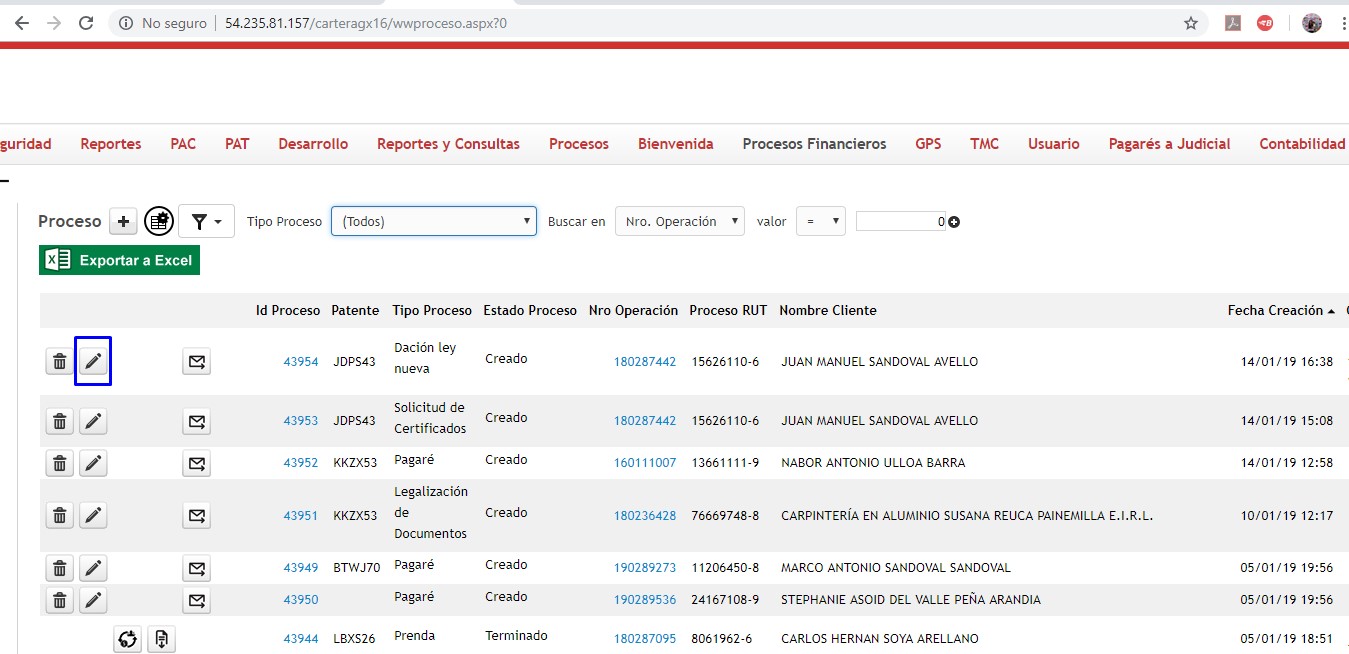 No seguro | 54.235.81.157/carteragx16/wwproceso.aspx?0
guridad Reportes PAC PAT Desarrollo Reportes y Consultas Procesos Bienvenida Procesos Financieros GPS TMC Usuario Pagarés a Judicial Contabilidad
Proceso + Tipo Proceso (Todos) Buscar en Nro. Operación valor = 0
Exportar a Excel
Id Proceso Patente Tipo Proceso Estado Proceso Nro Operación Proceso RUT Nombre Cliente Fecha Creación
43954 JDPS43 Dación ley nueva Creado 180287442 15626110-6 JUAN MANUEL SANDOVAL AVELLO 14/01/19 16:38
43953 JDPS43 Solicitud de Certificados Creado 180287442 15626110-6 JUAN MANUEL SANDOVAL AVELLO 14/01/19 15:08
43952 KKZX53 Pagaré Creado 160111007 13661111-9 NABOR ANTONIO ULLOA BARRA 14/01/19 12:58
43951 KKZX53 Legalización de Documentos Creado 180236428 76669748-8 CARPINTERÍA EN ALUMINIO SUSANA REUCA PAINEMILLA E.I.R.L. 10/01/19 12:17
43949 BTWJ70 Pagaré Creado 190289273 11206450-8 MARCO ANTONIO SANDOVAL SANDOVAL 05/01/19 19:56
43950 Pagaré Creado 190289536 24167108-9 STEPHANIE ASOID DEL VALLE PEÑA ARANDIA 05/01/19 19:56
43944 LBXS26 Prenda Terminado 180287095 8061962-6 CARLOS HERNAN SOYA ARELLANO 05/01/19 18:51